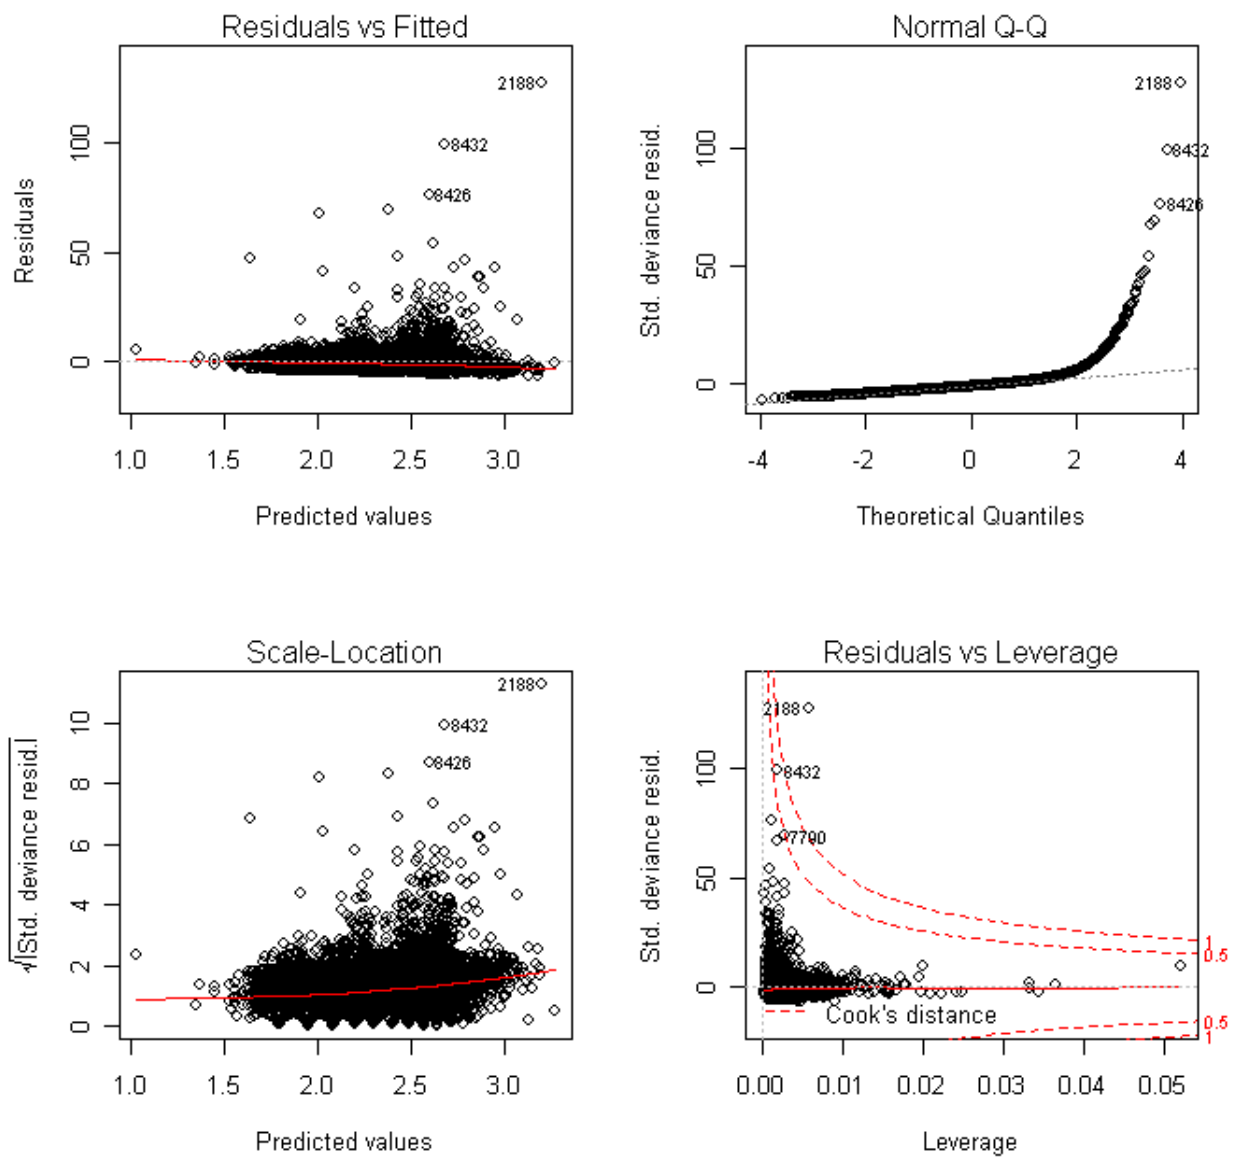 Residuals vs Fitted
Residuals
100
50
0
2188
8432
8426
1.0 1.5 2.0 2.5 3.0
Predicted values
Normal Q-Q
Std. deviance resid.
100
50
0
2188
8432
8426
-4 -2 0 2 4
Theoretical Quantiles
Scale-Location
√|Std. deviance resid.|
10
8
6
4
2
0
2188
8432
8426
1.0 1.5 2.0 2.5 3.0
Predicted values
Residuals vs Leverage
Std. deviance resid.
100
50
0
2188
8432
7790
1
0.5
Cook's distance
0.5
1
0.00 0.01 0.02 0.03 0.04 0.05
Leverage